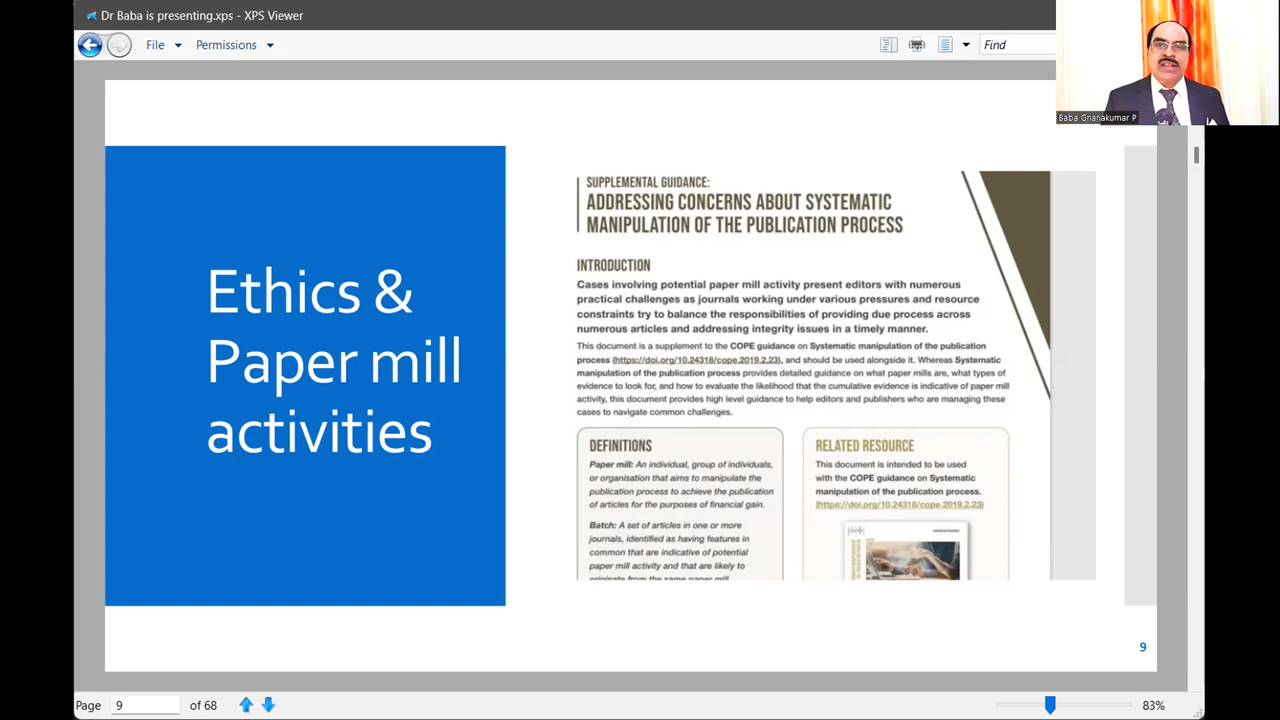 Dr Baba is presenting.xps - XPS Viewer
File
Permissions
Find
Baba Gnanakumar P
Ethics &
Paper mill
activities
SUPPLEMENTAL GUIDANCE:
ADDRESSING CONCERNS ABOUT SYSTEMATIC
MANIPULATION OF THE PUBLICATION PROCESS
INTRODUCTION
Cases involving potential paper mill activity present editors with numerous
practical challenges as journals working under various pressures and resource
constraints try to balance the responsibilities of providing due process across
numerous articles and addressing integrity issues in a timely manner.
This document is a supplement to the COPE guidance on Systematic manipulation of the publication
process (https://doi.org/10.24318/cope.2019.2.23), and should be used alongside it. Whereas Systematic
manipulation of the publication process provides detailed guidance on what paper mills are, what types of
evidence to look for, and how to evaluate the likelihood that the cumulative evidence is indicative of paper mill
activity, this document provides high level guidance to help editors and publishers who are managing these
cases to navigate common challenges.
DEFINITIONS
Paper mill: An individual, group of individuals,
or organisation that aims to manipulate the
publication process to achieve the publication
of articles for the purposes of financial gain.
Batch: A set of articles in one or more
journals, identified as having features in
common that are indicative of potential
paper mill activity and that are likely to
originate from the same paper mill
RELATED RESOURCE
This document is intended to be used
with the COPE guidance on Systematic
manipulation of the publication process.
(https://doi.org/10.24318/cope.2019.2.23)
9
Page 9 of 68
83%